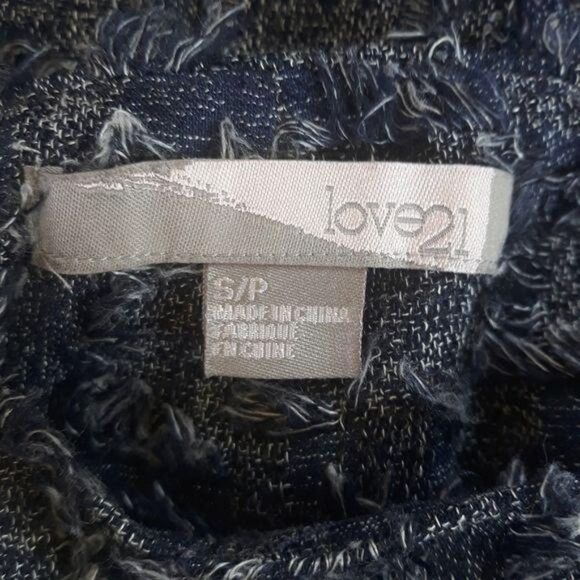 love21
S/P
MADE IN CHINA
FABRIQUE
EN CHINE